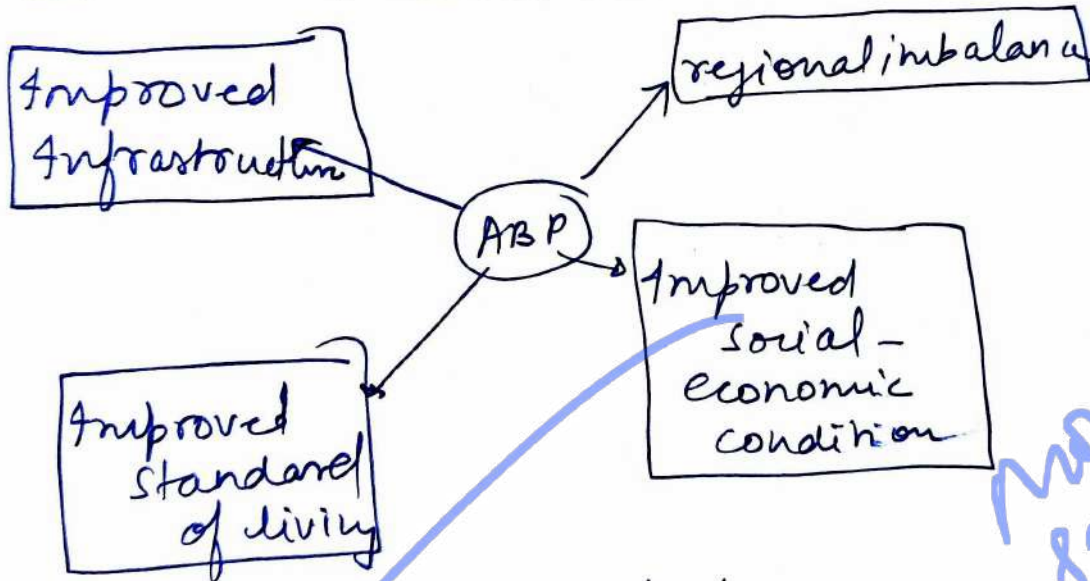 Improved
Infrastructure
regional imbalance
ABP
Improved
social-
economic
condition
Improved
standard
of living